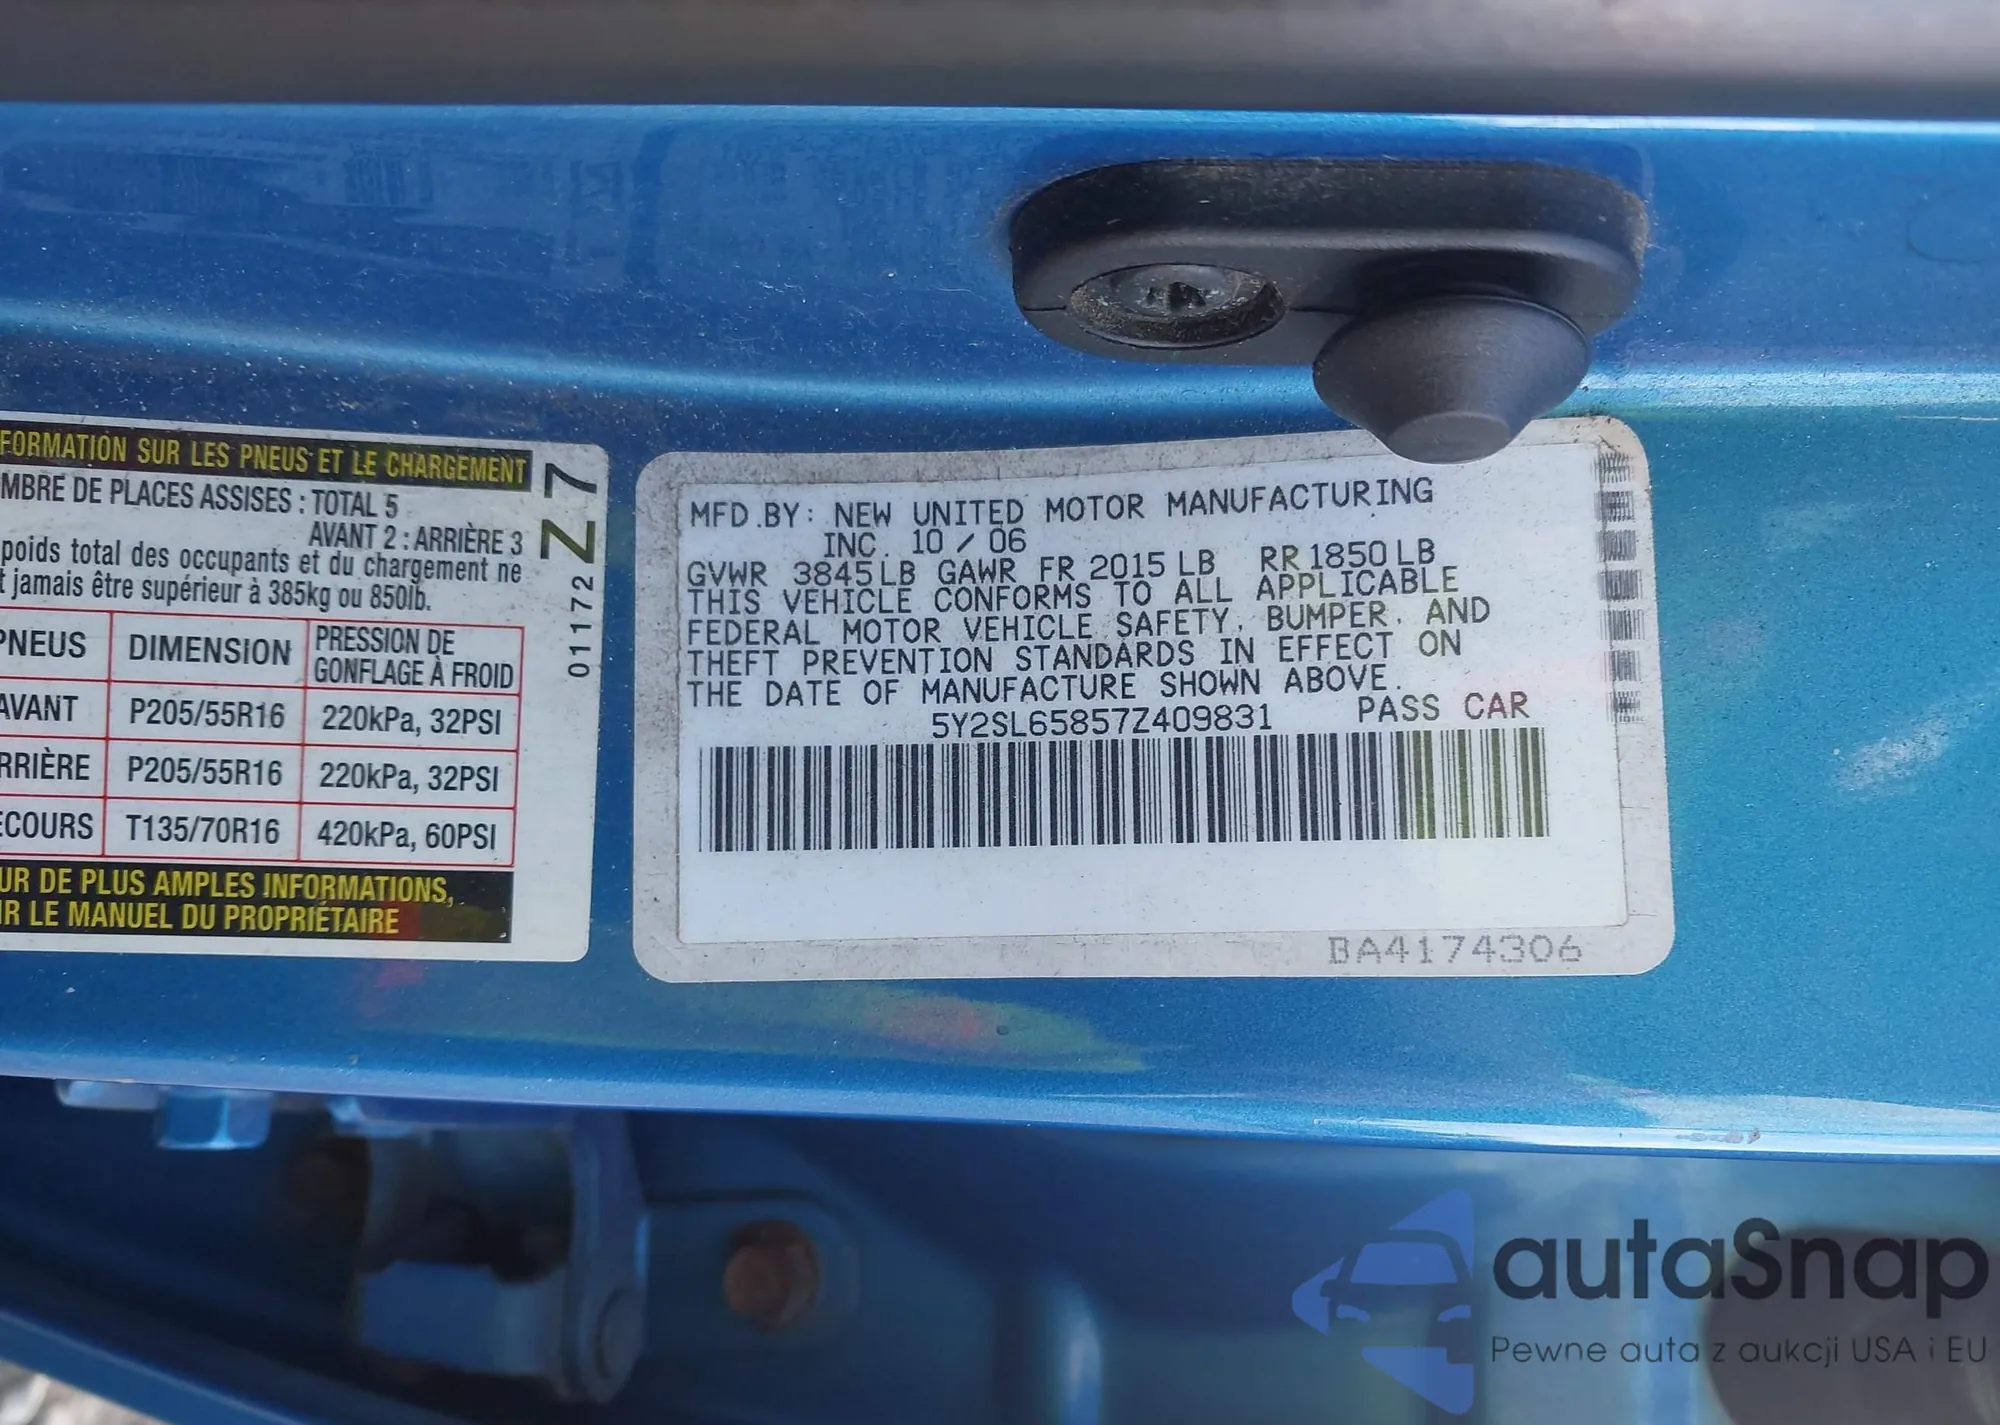 FORMATION SUR LES PNEUS ET LE CHARGEMENT
MBRE DE PLACES ASSISES : TOTAL 5
AVANT 2 : ARRIÈRE 3
poids total des occupants et du chargement ne
t jamais être supérieur à 385kg ou 850lb.
PNEUS DIMENSION PRESSION DE
GONFLAGE À FROID
AVANT P205/55R16 220kPa, 32PSI
RRIÈRE P205/55R16 220kPa, 32PSI
ECOURS T135/70R16 420kPa, 60PSI
UR DE PLUS AMPLES INFORMATIONS,
IR LE MANUEL DU PROPRIÉTAIRE
01172 Z7
MFD.BY: NEW UNITED MOTOR MANUFACTURING
INC. 10 / 06
GVWR 3845LB GAWR FR 2015 LB RR 1850 LB
THIS VEHICLE CONFORMS TO ALL APPLICABLE
FEDERAL MOTOR VEHICLE SAFETY, BUMPER, AND
THEFT PREVENTION STANDARDS IN EFFECT ON
THE DATE OF MANUFACTURE SHOWN ABOVE.
5Y2SL65857Z409831 PASS CAR
BA4174306
autaSnap
Pewne auta z aukcji USA i EU